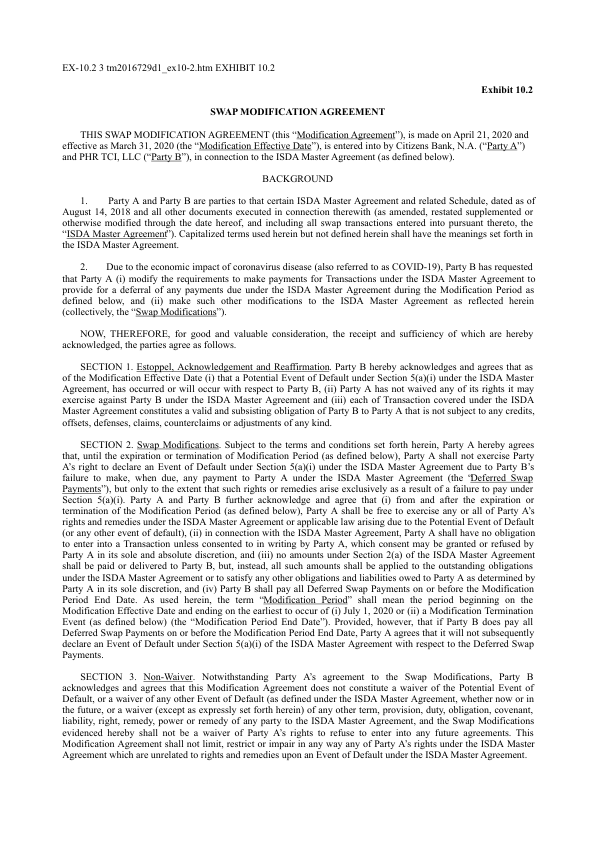 EX-10.2 3 tm2016729d1_ex10-2.htm EXHIBIT 10.2
Exhibit 10.2
SWAP MODIFICATION AGREEMENT
THIS SWAP MODIFICATION AGREEMENT (this “Modification Agreement”), is made on April 21, 2020 and
effective as March 31, 2020 (the “Modification Effective Date”), is entered into by Citizens Bank, N.A. (“Party A”)
and PHR TCI, LLC (“Party B”), in connection to the ISDA Master Agreement (as defined below).
BACKGROUND
1. Party A and Party B are parties to that certain ISDA Master Agreement and related Schedule, dated as of
August 14, 2018 and all other documents executed in connection therewith (as amended, restated supplemented or
otherwise modified through the date hereof, and including all swap transactions entered into pursuant thereto, the
“ISDA Master Agreement”). Capitalized terms used herein but not defined herein shall have the meanings set forth in
the ISDA Master Agreement.
2. Due to the economic impact of coronavirus disease (also referred to as COVID-19), Party B has requested
that Party A (i) modify the requirements to make payments for Transactions under the ISDA Master Agreement to
provide for a deferral of any payments due under the ISDA Master Agreement during the Modification Period as
defined below, and (ii) make such other modifications to the ISDA Master Agreement as reflected herein
(collectively, the “Swap Modifications”).
NOW, THEREFORE, for good and valuable consideration, the receipt and sufficiency of which are hereby
acknowledged, the parties agree as follows.
SECTION 1. Estoppel, Acknowledgement and Reaffirmation. Party B hereby acknowledges and agrees that as
of the Modification Effective Date (i) that a Potential Event of Default under Section 5(a)(i) under the ISDA Master
Agreement, has occurred or will occur with respect to Party B, (ii) Party A has not waived any of its rights it may
exercise against Party B under the ISDA Master Agreement and (iii) each of Transaction covered under the ISDA
Master Agreement constitutes a valid and subsisting obligation of Party B to Party A that is not subject to any credits,
offsets, defenses, claims, counterclaims or adjustments of any kind.
SECTION 2. Swap Modifications. Subject to the terms and conditions set forth herein, Party A hereby agrees
that, until the expiration or termination of Modification Period (as defined below), Party A shall not exercise Party
A’s right to declare an Event of Default under Section 5(a)(i) under the ISDA Master Agreement due to Party B’s
failure to make, when due, any payment to Party A under the ISDA Master Agreement (the “Deferred Swap
Payments”), but only to the extent that such rights or remedies arise exclusively as a result of a failure to pay under
Section 5(a)(i). Party A and Party B further acknowledge and agree that (i) from and after the expiration or
termination of the Modification Period (as defined below), Party A shall be free to exercise any or all of Party A’s
rights and remedies under the ISDA Master Agreement or applicable law arising due to the Potential Event of Default
(or any other event of default), (ii) in connection with the ISDA Master Agreement, Party A shall have no obligation
to enter into a Transaction unless consented to in writing by Party A, which consent may be granted or refused by
Party A in its sole and absolute discretion, and (iii) no amounts under Section 2(a) of the ISDA Master Agreement
shall be paid or delivered to Party B, but, instead, all such amounts shall be applied to the outstanding obligations
under the ISDA Master Agreement or to satisfy any other obligations and liabilities owed to Party A as determined by
Party A in its sole discretion, and (iv) Party B shall pay all Deferred Swap Payments on or before the Modification
Period End Date. As used herein, the term “Modification Period” shall mean the period beginning on the
Modification Effective Date and ending on the earliest to occur of (i) July 1, 2020 or (ii) a Modification Termination
Event (as defined below) (the “Modification Period End Date”). Provided, however, that if Party B does pay all
Deferred Swap Payments on or before the Modification Period End Date, Party A agrees that it will not subsequently
declare an Event of Default under Section 5(a)(i) of the ISDA Master Agreement with respect to the Deferred Swap
Payments.
SECTION 3. Non-Waiver. Notwithstanding Party A’s agreement to the Swap Modifications, Party B
acknowledges and agrees that this Modification Agreement does not constitute a waiver of the Potential Event of
Default, or a waiver of any other Event of Default (as defined under the ISDA Master Agreement, whether now or in
the future, or a waiver (except as expressly set forth herein) of any other term, provision, duty, obligation, covenant,
liability, right, remedy, power or remedy of any party to the ISDA Master Agreement, and the Swap Modifications
evidenced hereby shall not be a waiver of Party A’s rights to refuse to enter into any future agreements. This
Modification Agreement shall not limit, restrict or impair in any way any of Party A’s rights under the ISDA Master
Agreement which are unrelated to rights and remedies upon an Event of Default under the ISDA Master Agreement.